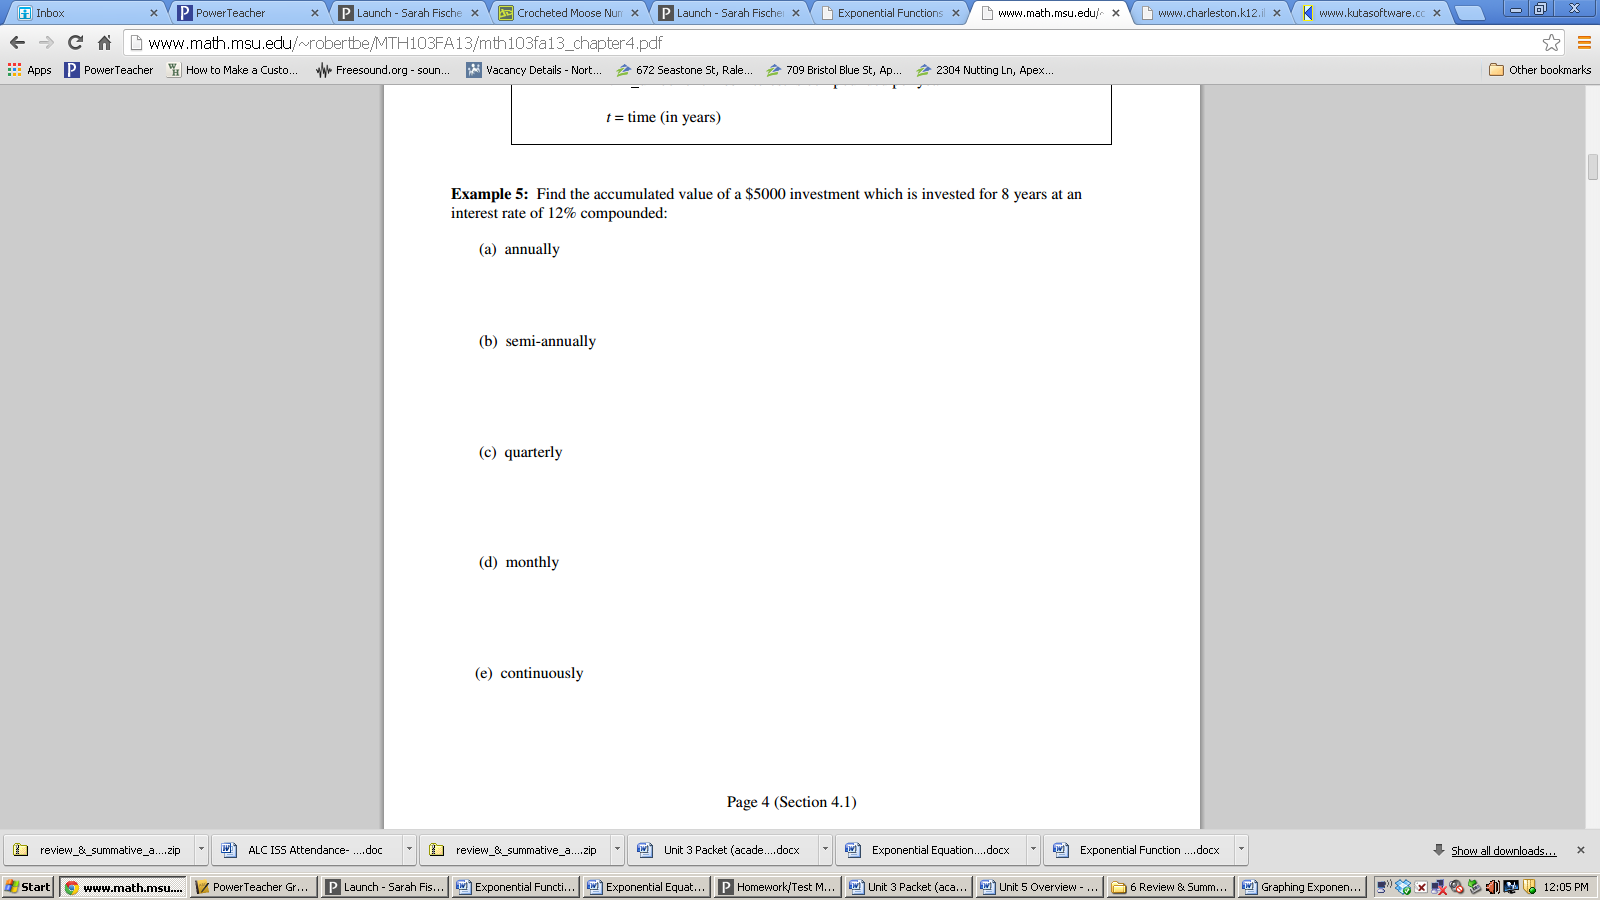 Inbox
PowerTeacher
Launch - Sarah Fische
Crocheted Moose Num
Launch - Sarah Fische
Exponential Functions
www.math.msu.edu/~
www.charleston.k12.il
www.kutasoftware.co
www.math.msu.edu/~robertbe/MTH103FA13/mth103fa13_chapter4.pdf
Apps
PowerTeacher
How to Make a Custo...
Freesound.org - soun...
Vacancy Details - Nort...
672 Seastone St, Rale...
709 Bristol Blue St, Ap...
2304 Nutting Ln, Apex...
Other bookmarks
t = time (in years)
Example 5: Find the accumulated value of a $5000 investment which is invested for 8 years at an
interest rate of 12% compounded:
(a) annually
(b) semi-annually
(c) quarterly
(d) monthly
(e) continuously
Page 4 (Section 4.1)
review_&_summative_a....zip
ALC ISS Attendance- ....doc
review_&_summative_a....zip
Unit 3 Packet (acade....docx
Exponential Equation....docx
Exponential Function ....docx
Show all downloads...
Start
www.math.msu....
PowerTeacher Gr...
Launch - Sarah Fis...
Exponential Functi...
Exponential Equat...
Homework/Test M...
Unit 3 Packet (aca...
Unit 5 Overview - ...
6 Review & Summ...
Graphing Exponen...
12:05 PM